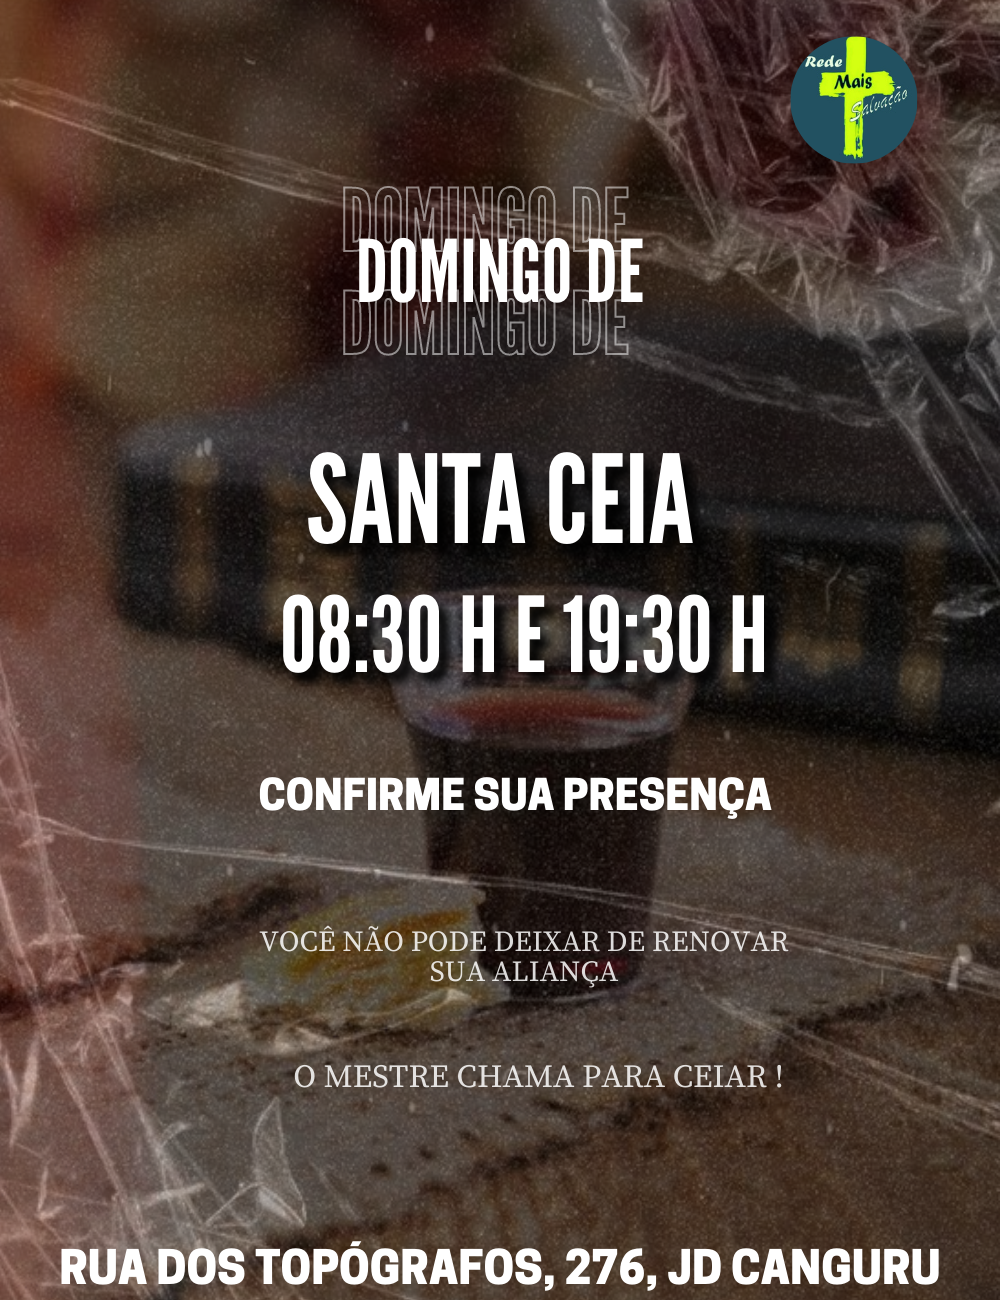 Rede
Mais
Salvação
DOMINGO DE
DOMINGO DE
DOMINGO DE
SANTA CEIA
08:30 H E 19:30 H
CONFIRME SUA PRESENÇA
VOCÊ NÃO PODE DEIXAR DE RENOVAR
SUA ALIANÇA
O MESTRE CHAMA PARA CEIAR !
RUA DOS TOPÓGRAFOS, 276, JD CANGURU